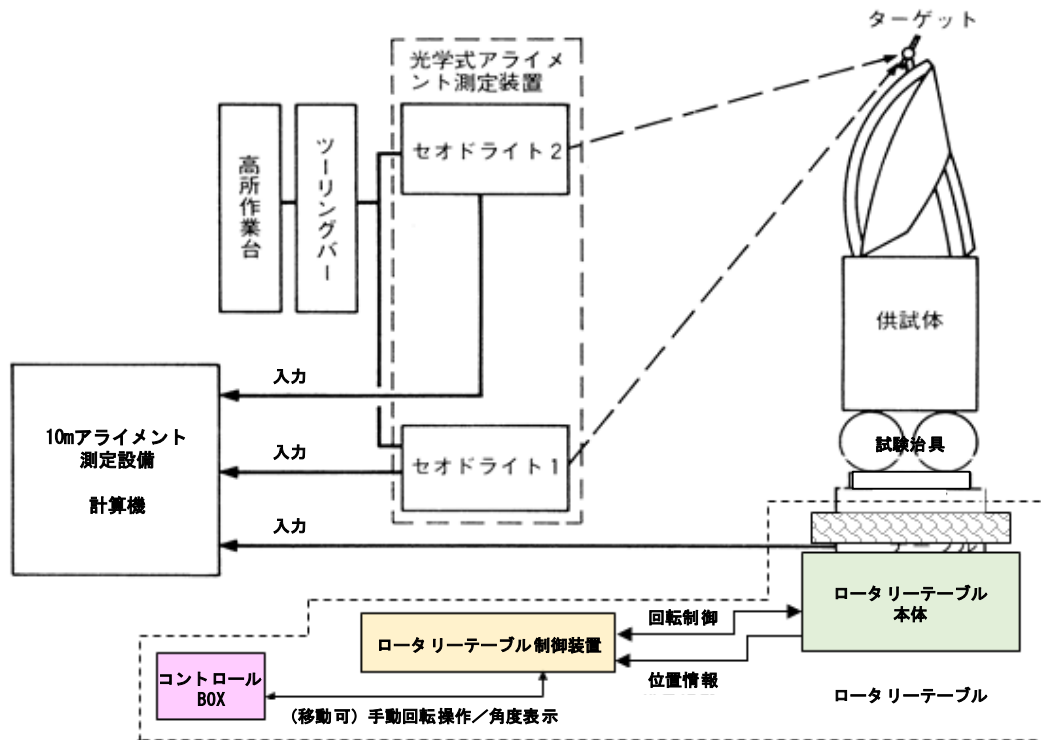 ターゲット
光学式アライメ
ント測定装置
セオドライト2
高所作業台
ツーリングバー
供試体
入力
10mアライメント
測定設備
計算機
入力
セオドライト1
試験治具
入力
ロータリーテーブル
本体
回転制御
ロータリーテーブル制御装置
位置情報
コントロール
BOX
(移動可)手動回転操作/角度表示
ロータリーテーブル